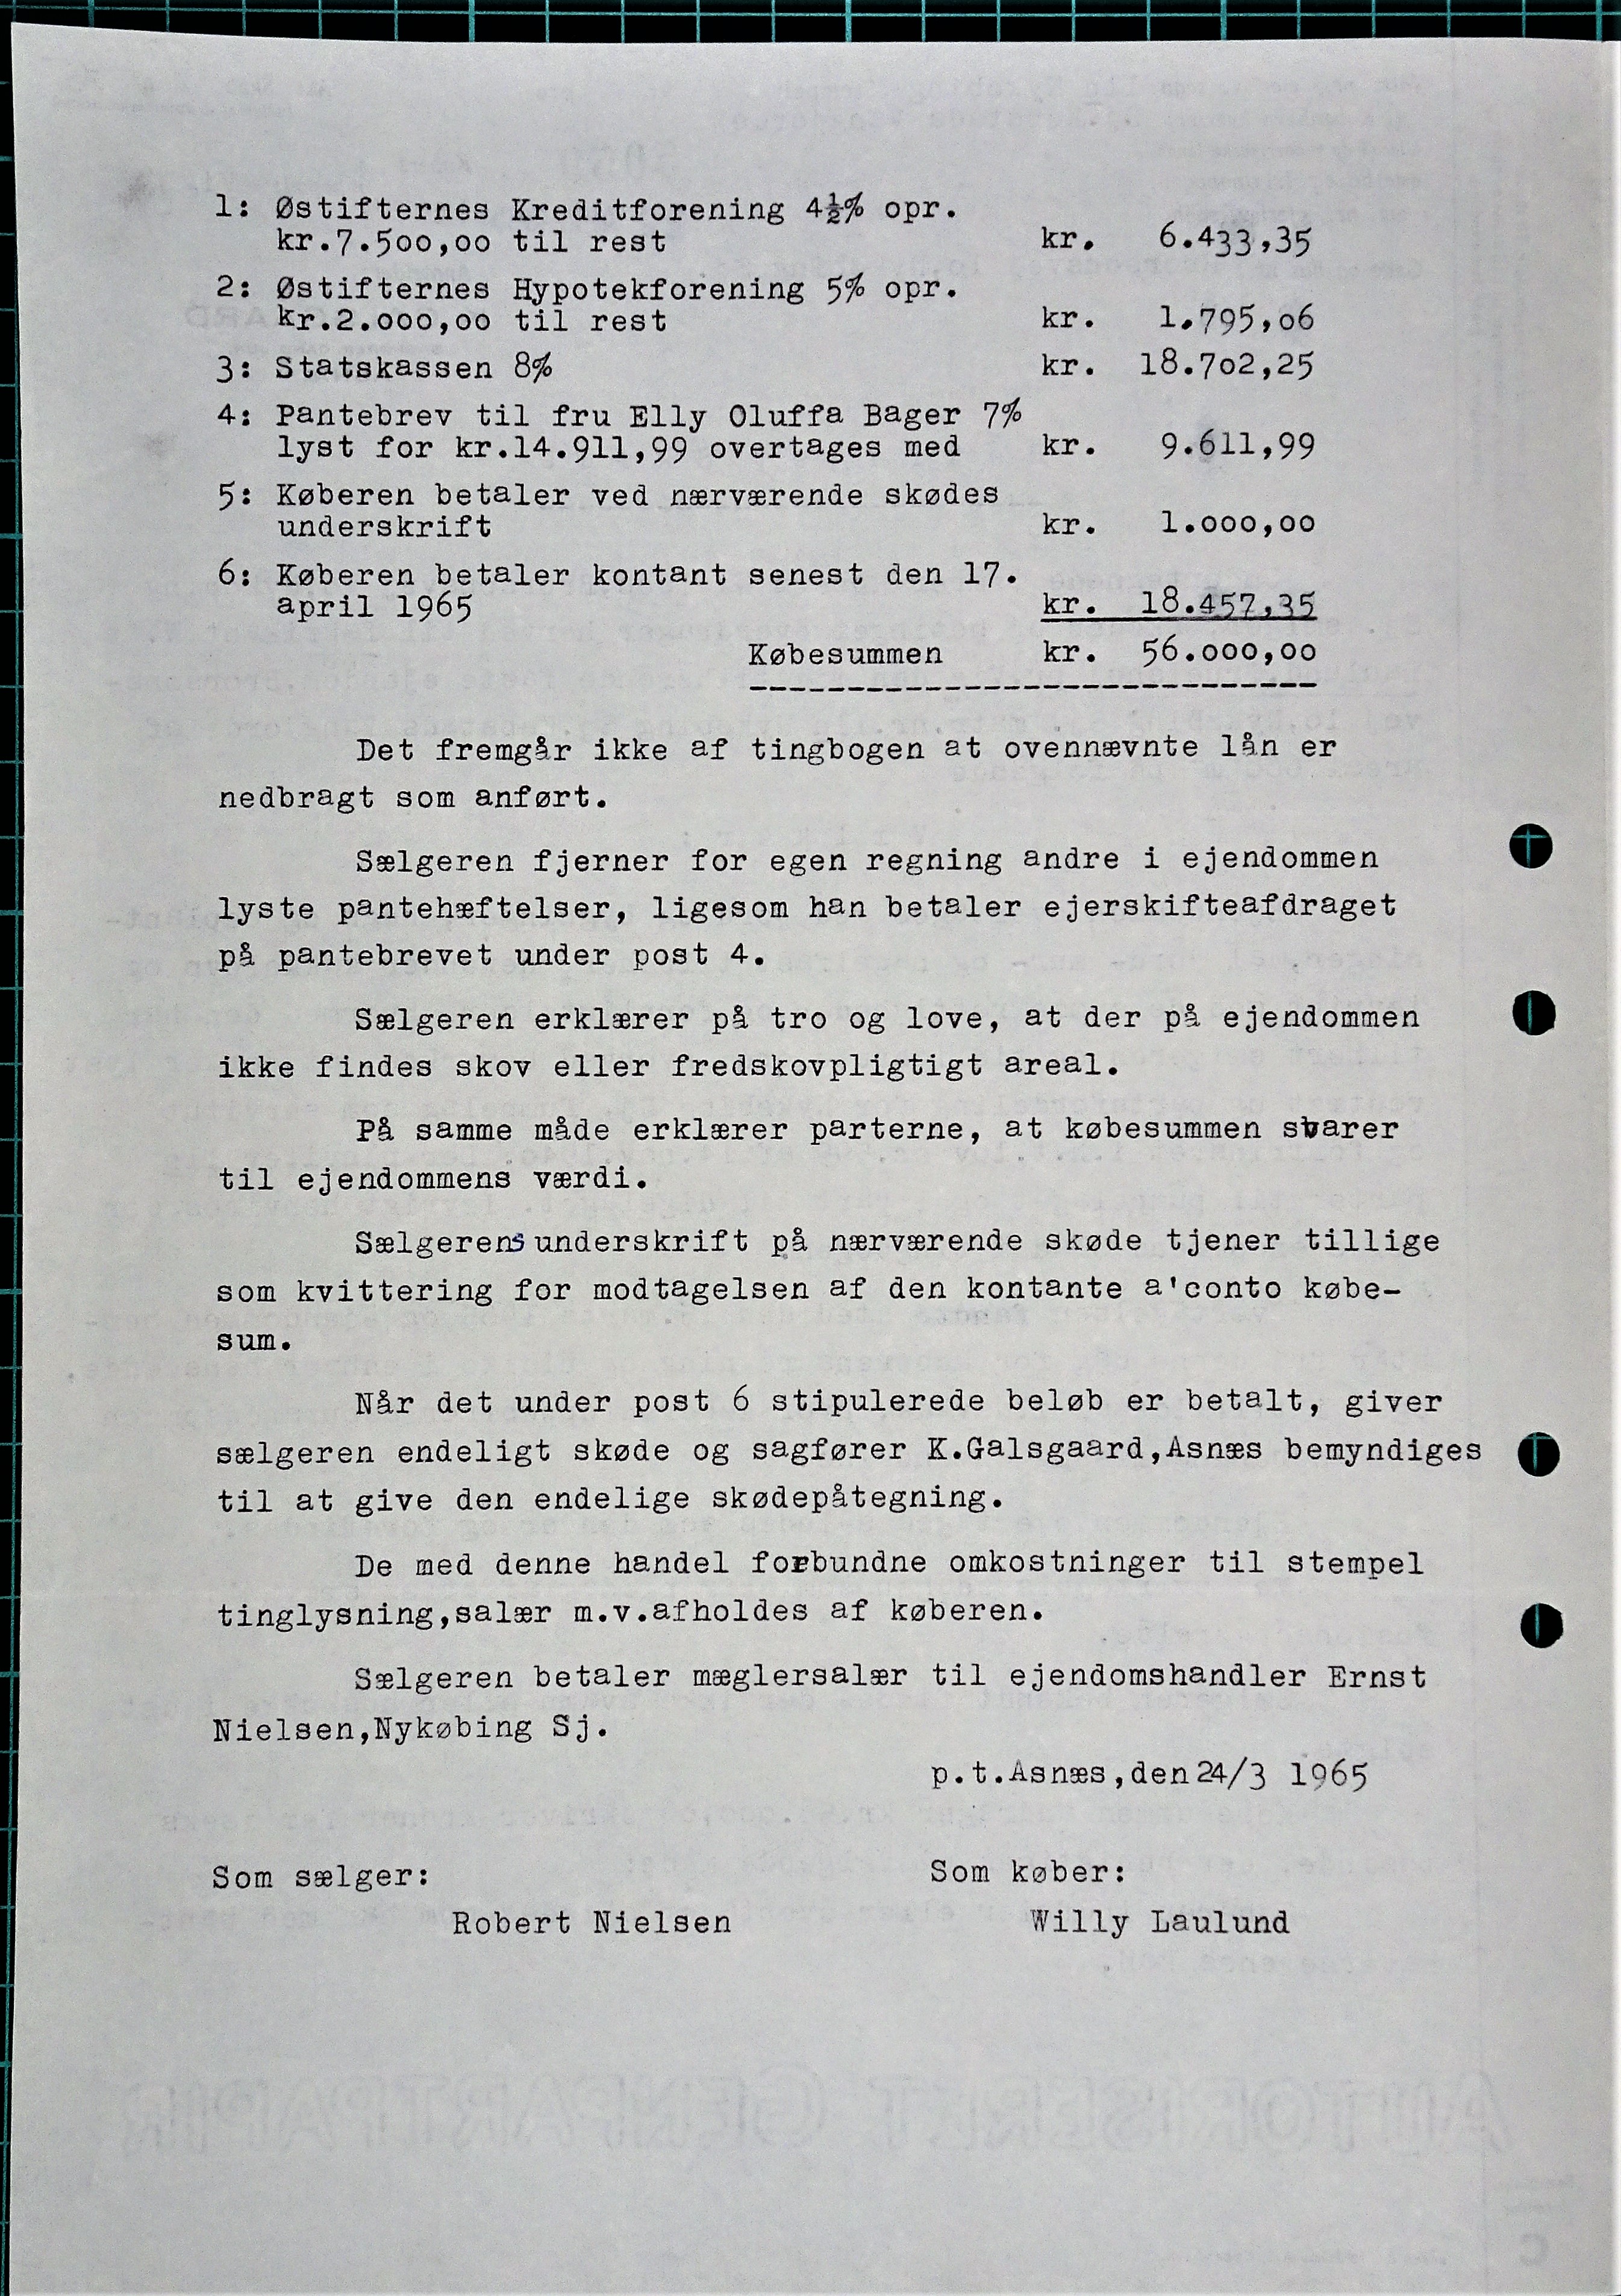 1: Østifternes Kreditforening 4½% opr.
kr.7.500,00 til rest kr. 6.433,35
2: Østifternes Hypotekforening 5% opr.
kr.2.000,00 til rest kr. 1.795,06
3: Statskassen 8% kr. 18.702,25
4: Pantebrev til fru Elly Oluffa Bager 7%
lyst for kr.14.911,99 overtages med kr. 9.611,99
5: Køberen betaler ved nærværende skødes
underskrift kr. 1.000,00
6: Køberen betaler kontant senest den 17.
april 1965 kr. 18.457,35
Købesummen kr. 56.000,00
Det fremgår ikke af tingbogen at ovennævnte lån er
nedbragt som anført.
Sælgeren fjerner for egen regning andre i ejendommen
lyste pantehæftelser, ligesom han betaler ejerskifteafdraget
på pantebrevet under post 4.
Sælgeren erklærer på tro og love, at der på ejendommen
ikke findes skov eller fredskovpligtigt areal.
På samme måde erklærer parterne, at købesummen svarer
til ejendommens værdi.
Sælgerens underskrift på nærværende skøde tjener tillige
som kvittering for modtagelsen af den kontante a'conto købe-
sum.
Når det under post 6 stipulerede beløb er betalt, giver
sælgeren endeligt skøde og sagfører K.Galsgaard,Asnæs bemyndiges
til at give den endelige skødepåtegning.
De med denne handel forbundne omkostninger til stempel
tinglysning,salær m.v.afholdes af køberen.
Sælgeren betaler mæglersalær til ejendomshandler Ernst
Nielsen,Nykøbing Sj.
p.t.Asnæs,den 24/3 1965
Som sælger: Som køber:
Robert Nielsen Willy Laulund